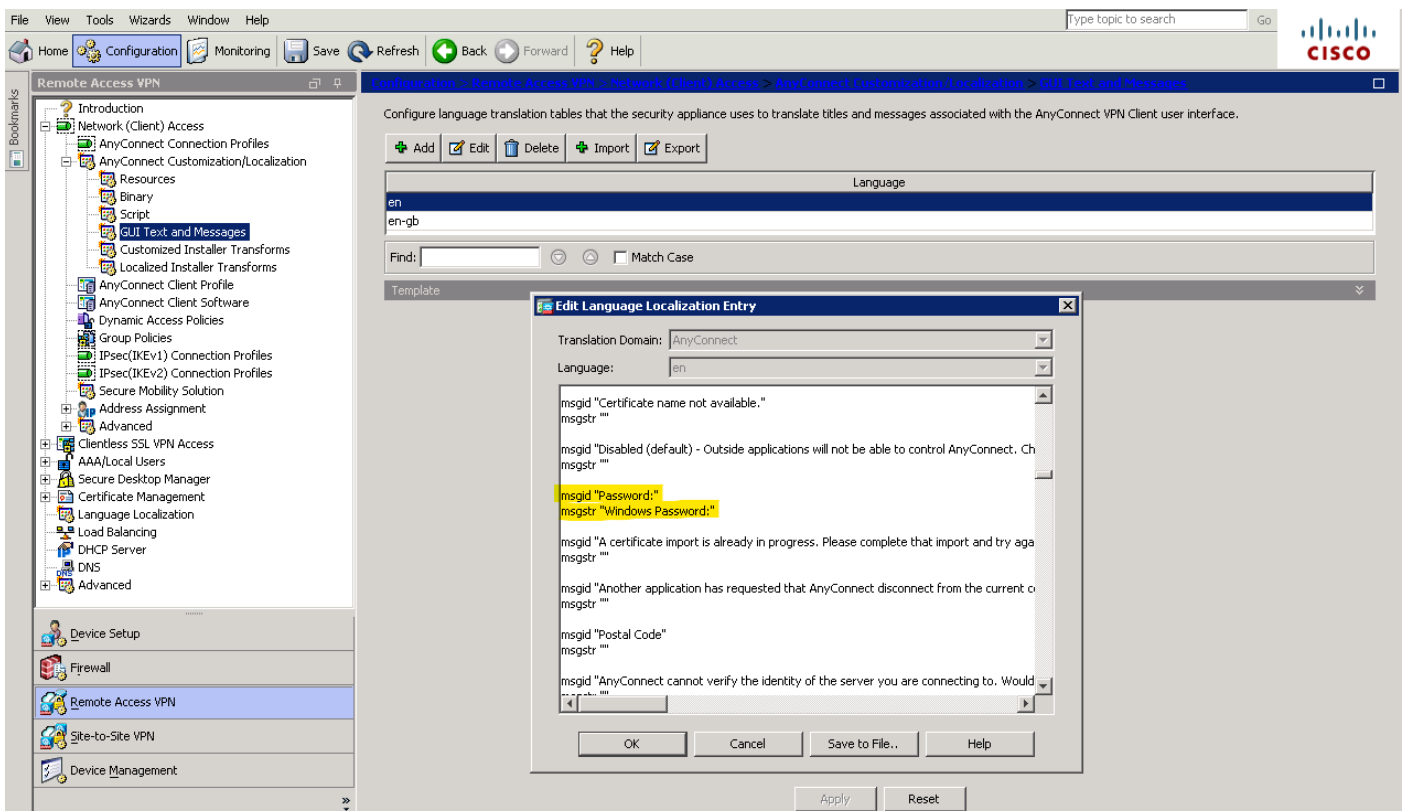 File View Tools Wizards Window Help
Type topic to search Go
Home Configuration Monitoring Save Refresh Back Forward Help
CISCO
Bookmarks
Remote Access VPN
Introduction
Network (Client) Access
AnyConnect Connection Profiles
AnyConnect Customization/Localization
Resources
Binary
Script
GUI Text and Messages
Customized Installer Transforms
Localized Installer Transforms
AnyConnect Client Profile
AnyConnect Client Software
Dynamic Access Policies
Group Policies
IPsec(IKEv1) Connection Profiles
IPsec(IKEv2) Connection Profiles
Secure Mobility Solution
Address Assignment
Advanced
Clientless SSL VPN Access
AAA/Local Users
Secure Desktop Manager
Certificate Management
Language Localization
Load Balancing
DHCP Server
DNS
Advanced
Device Setup
Firewall
Remote Access VPN
Site-to-Site VPN
Device Management
Configuration > Remote Access VPN > Network (Client) Access > AnyConnect Customization/Localization > GUI Text and Messages
Configure language translation tables that the security appliance uses to translate titles and messages associated with the AnyConnect VPN Client user interface.
Add Edit Delete Import Export
Language
en
en-gb
Find: Match Case
Template
Edit Language Localization Entry
Translation Domain: AnyConnect
Language: en
msgid "Certificate name not available."
msgstr ""
msgid "Disabled (default) - Outside applications will not be able to control AnyConnect. Ch
msgstr ""
msgid "Password:"
msgstr "Windows Password:"
msgid "A certificate import is already in progress. Please complete that import and try aga
msgstr ""
msgid "Another application has requested that AnyConnect disconnect from the current co
msgstr ""
msgid "Postal Code"
msgstr ""
msgid "AnyConnect cannot verify the identity of the server you are connecting to. Would
msgstr ""
OK Cancel Save to File.. Help
Apply Reset